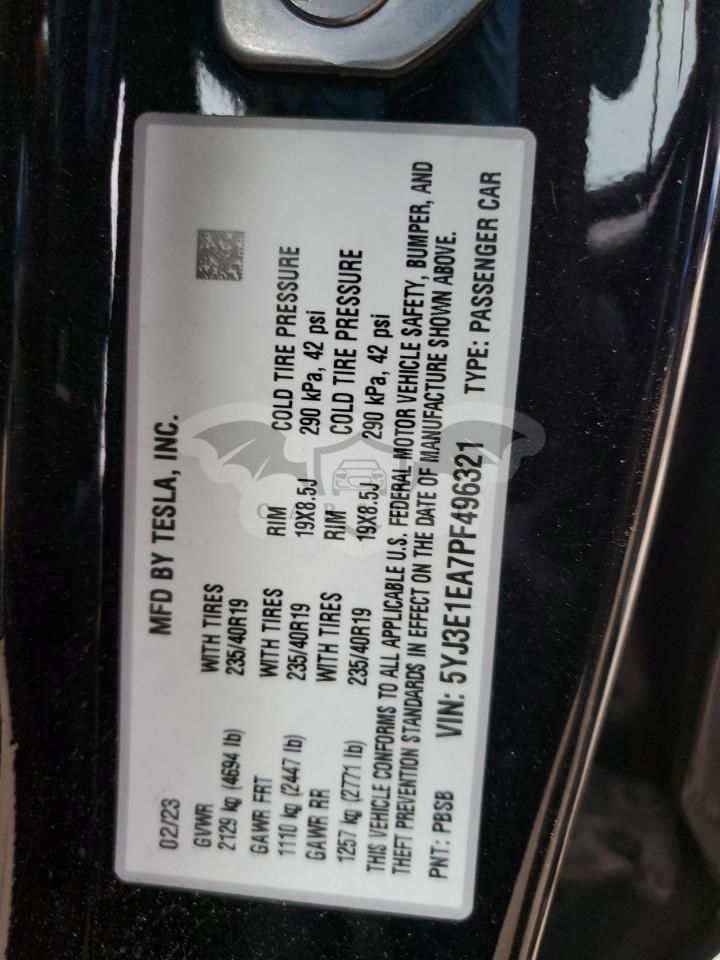 02/23 MFD BY TESLA, INC.
GVWR WITH TIRES
2129 kg (4694 lb) 235/40R19
GAWR FRT WITH TIRES RIM COLD TIRE PRESSURE
1110 kg (2447 lb) 235/40R19 19X8.5J 290 kPa, 42 psi
GAWR RR WITH TIRES RIM COLD TIRE PRESSURE
1257 kg (2771 lb) 235/40R19 19X8.5J 290 kPa, 42 psi
THIS VEHICLE CONFORMS TO ALL APPLICABLE U.S. FEDERAL MOTOR VEHICLE SAFETY, BUMPER, AND
THEFT PREVENTION STANDARDS IN EFFECT ON THE DATE OF MANUFACTURE SHOWN ABOVE.
PNT: PBSB VIN: 5YJ3E1EA7PF496321 TYPE: PASSENGER CAR